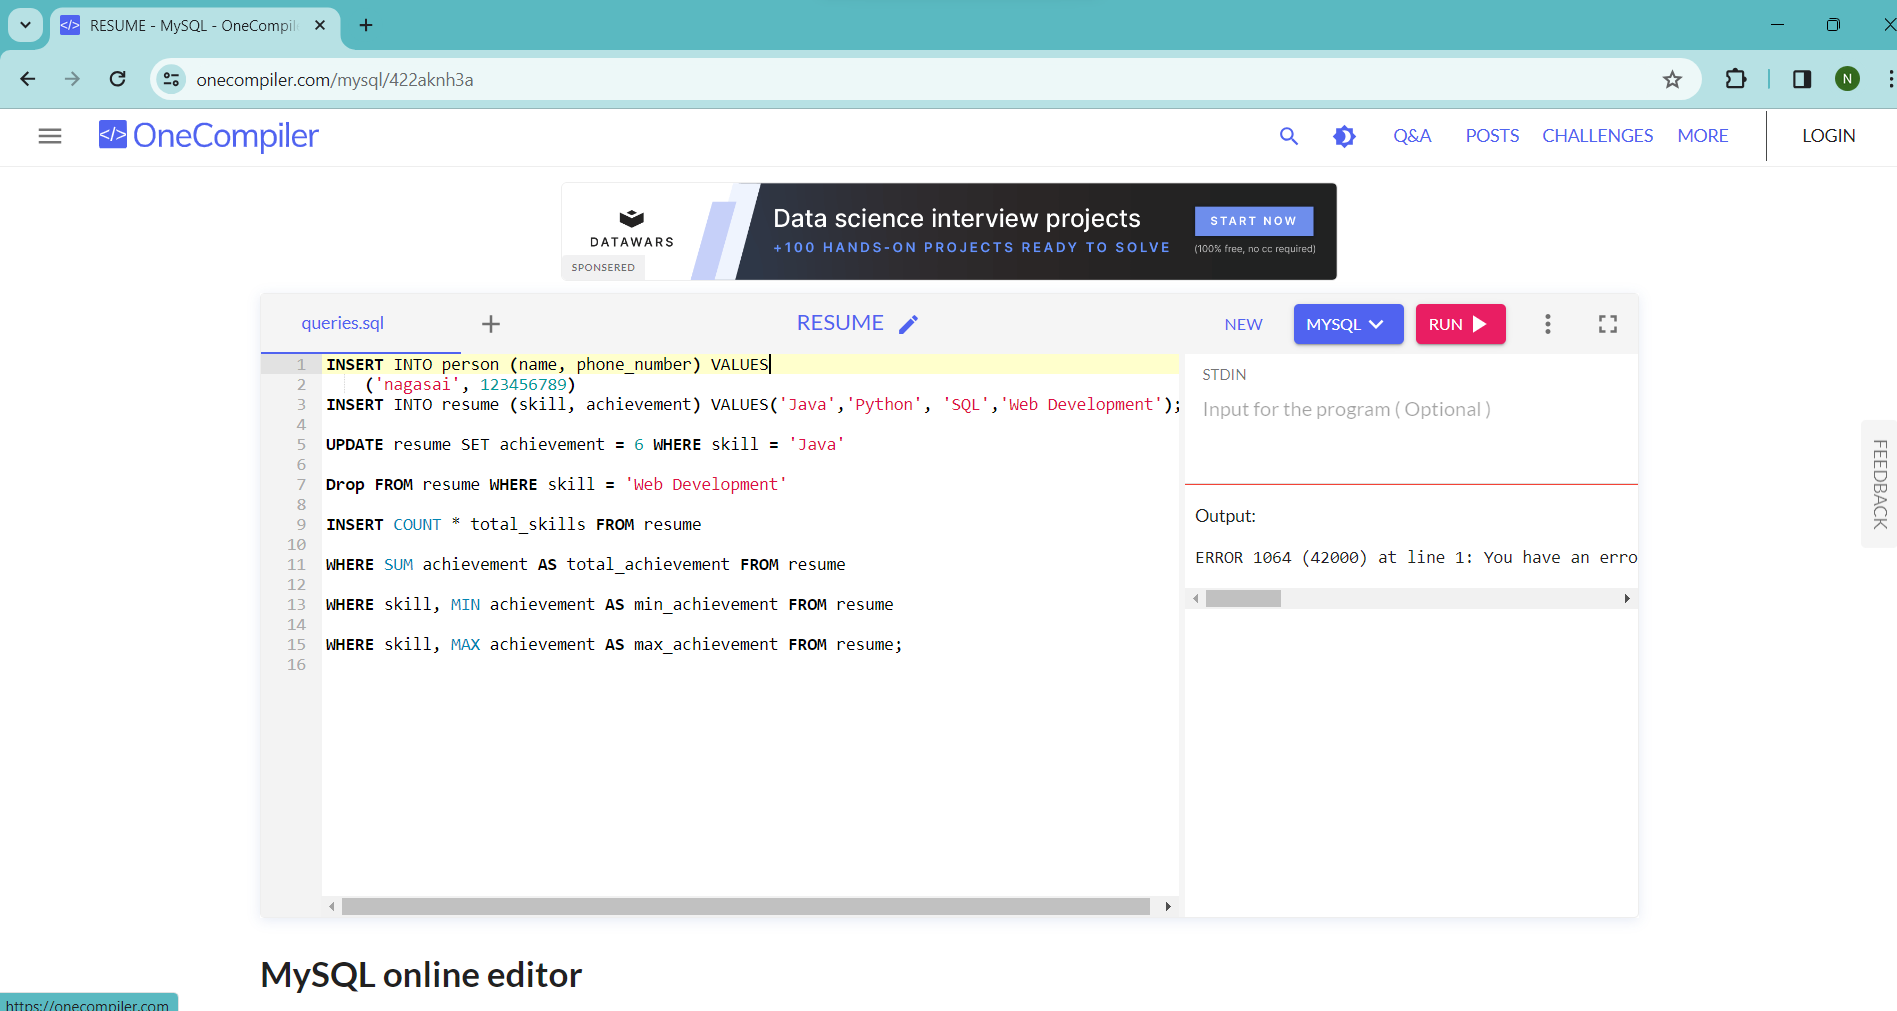 RESUME - MySQL - OneCompil
onecompiler.com/mysql/422aknh3a
N
</> OneCompiler
Q&A POSTS CHALLENGES MORE LOGIN
DATAWARS
SPONSERED
Data science interview projects
+100 HANDS-ON PROJECTS READY TO SOLVE
START NOW
(100% free, no cc required)
queries.sql
RESUME
NEW
MYSQL
RUN
1 INSERT INTO person (name, phone_number) VALUES
2 ('nagasai', 123456789)
3 INSERT INTO resume (skill, achievement) VALUES('Java','Python', 'SQL','Web Development');
4
5 UPDATE resume SET achievement = 6 WHERE skill = 'Java'
6
7 Drop FROM resume WHERE skill = 'Web Development'
8
9 INSERT COUNT * total_skills FROM resume
10
11 WHERE SUM achievement AS total_achievement FROM resume
12
13 WHERE skill, MIN achievement AS min_achievement FROM resume
14
15 WHERE skill, MAX achievement AS max_achievement FROM resume;
16
STDIN
Input for the program ( Optional )
Output:
ERROR 1064 (42000) at line 1: You have an erro
FEEDBACK
MySQL online editor
https://onecompiler.com